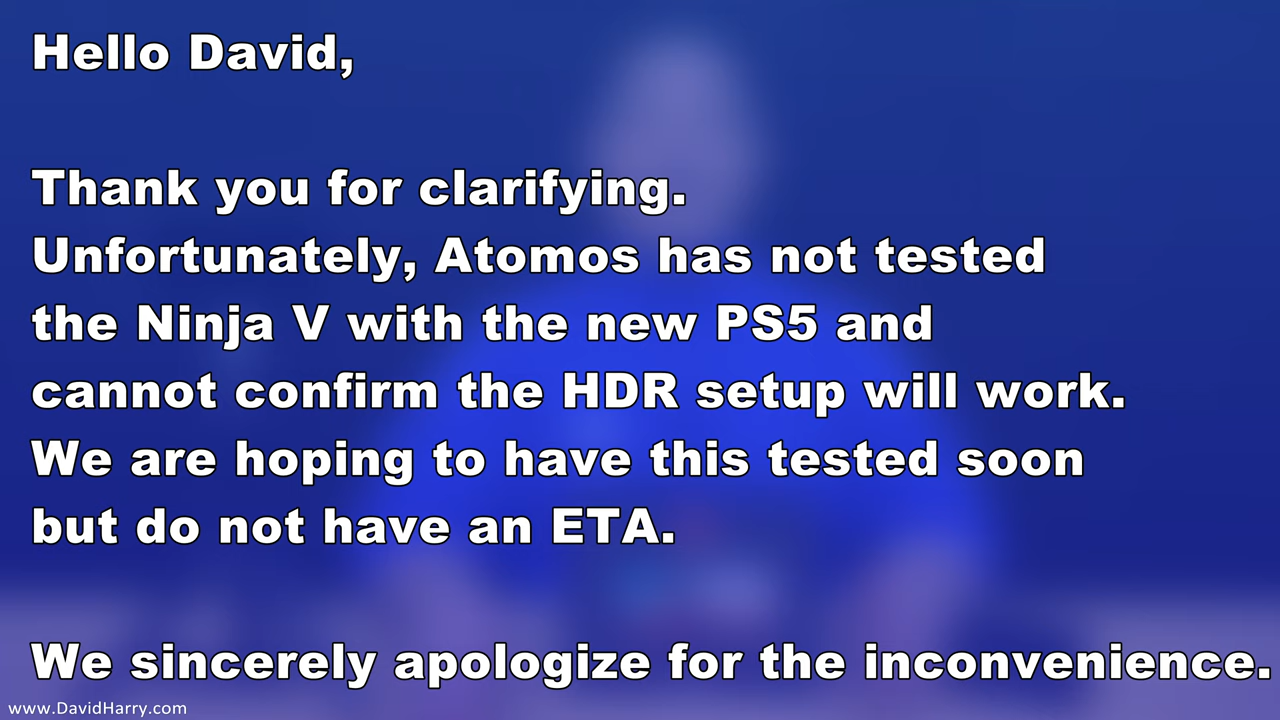 Hello David,
Thank you for clarifying.
Unfortunately, Atomos has not tested
the Ninja V with the new PS5 and
cannot confirm the HDR setup will work.
We are hoping to have this tested soon
but do not have an ETA.
We sincerely apologize for the inconvenience.
www.DavidHarry.com